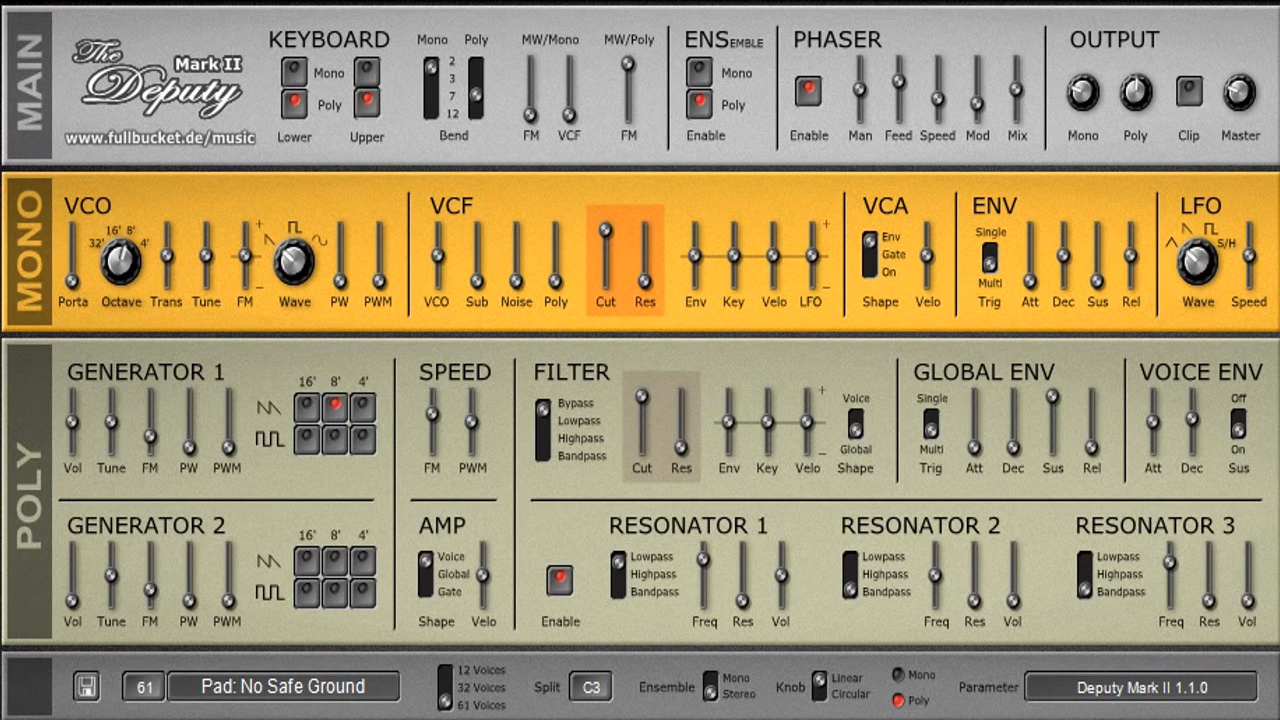 MAIN
The Deputy Mark II
www.fullbucket.de/music
KEYBOARD
Mono
Poly
Lower Upper
Mono Poly
2
3
7
12
Bend
MW/Mono MW/Poly
FM VCF FM
ENSEMBLE
Mono
Poly
Enable
PHASER
Enable Man Feed Speed Mod Mix
OUTPUT
Mono Poly Clip Master
MONO
VCO
16' 8'
32' 4'
+
−
Porta Octave Trans Tune FM Wave PW PWM
VCF
+
−
VCO Sub Noise Poly Cut Res Env Key Velo LFO
VCA
Env
Gate
On
Shape Velo
ENV
Single
Multi
Trig Att Dec Sus Rel
LFO
S/H
Wave Speed
POLY
GENERATOR 1
16' 8' 4'
Vol Tune FM PW PWM
SPEED
FM PWM
FILTER
Bypass
Lowpass
Highpass
Bandpass
Cut Res
+
−
Env Key Velo
Voice
Global
Shape
GLOBAL ENV
Single
Multi
Trig Att Dec Sus Rel
VOICE ENV
Off
On
Att Dec Sus
GENERATOR 2
16' 8' 4'
Vol Tune FM PW PWM
AMP
Voice
Global
Gate
Shape Velo
Enable
RESONATOR 1
Lowpass
Highpass
Bandpass
Freq Res Vol
RESONATOR 2
Lowpass
Highpass
Bandpass
Freq Res Vol
RESONATOR 3
Lowpass
Highpass
Bandpass
Freq Res Vol
61 Pad: No Safe Ground
12 Voices
32 Voices
61 Voices
Split C3
Ensemble
Mono
Stereo
Knob
Linear
Circular
Mono
Poly
Parameter Deputy Mark II 1.1.0